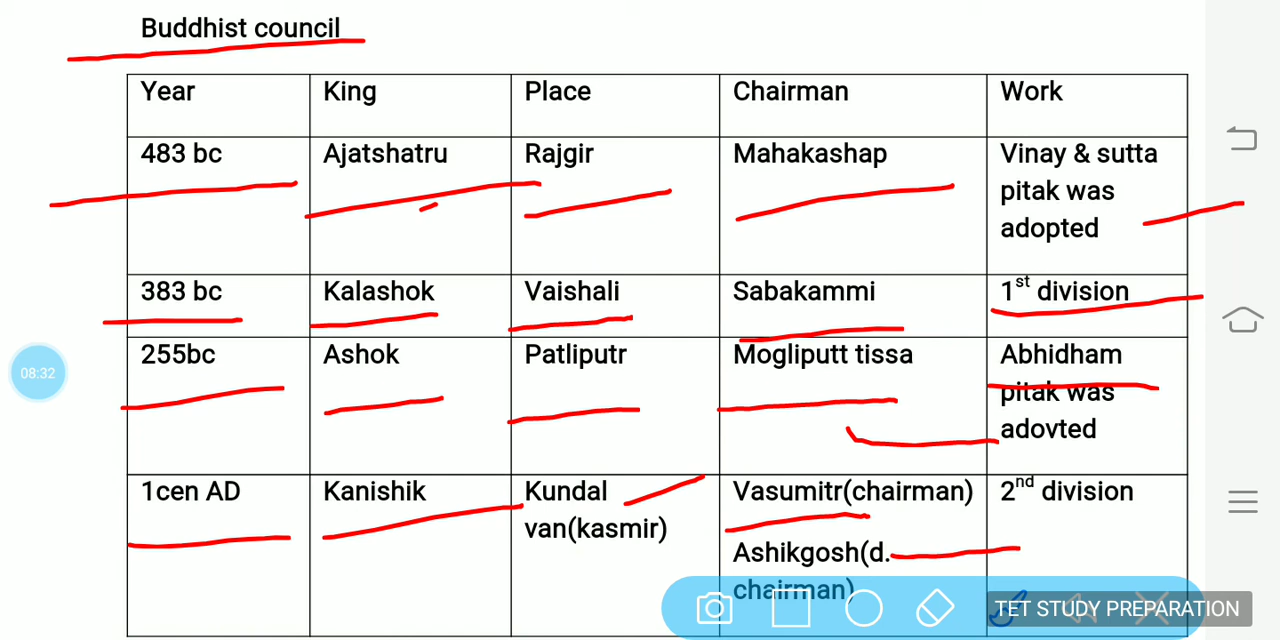 Buddhist council
Year King Place Chairman Work
483 bc Ajatshatru Rajgir Mahakashap Vinay & sutta
pitak was
adopted
383 bc Kalashok Vaishali Sabakammi 1st division
255bc Ashok Patliputr Mogliputt tissa Abhidham
pitak was
adovted
1cen AD Kanishik Kundal Vasumitr(chairman) 2nd division
van(kasmir)
Ashikgosh(d.
chairman)
08:32
TET STUDY PREPARATION